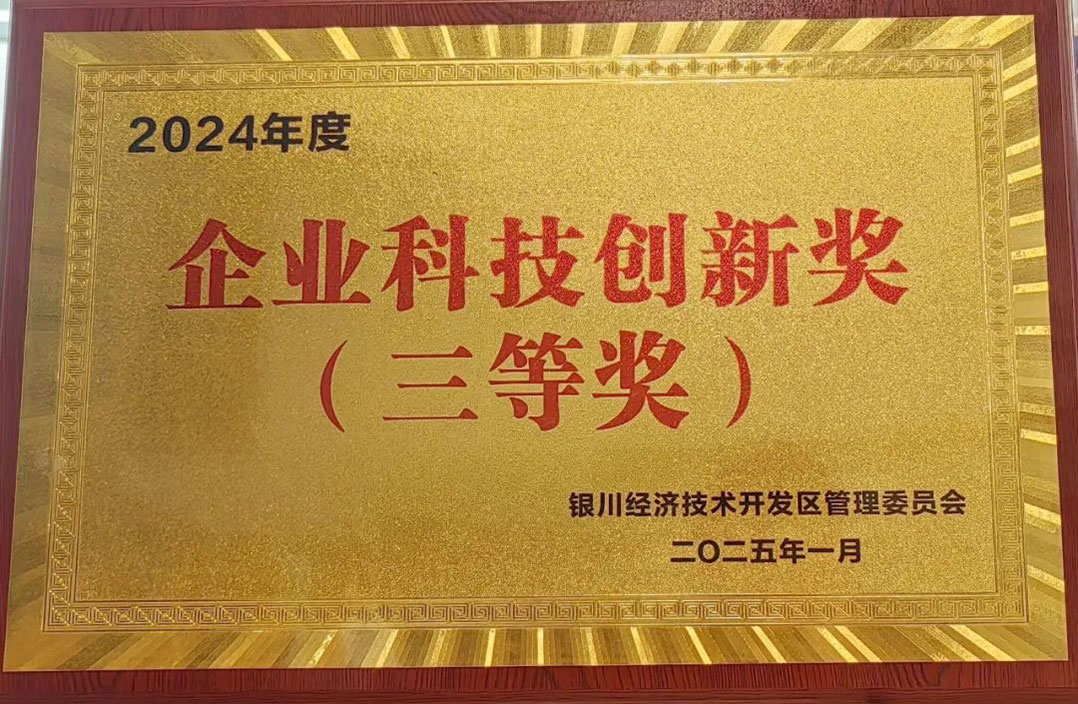 2024年度
企业科技创新奖
（三等奖）
银川经济技术开发区管理委员会
二〇二五年一月